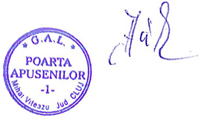 * G.A.L. *
POARTA
APUSENILOR
-1-
Mihai Viteazu Jud CLUJ